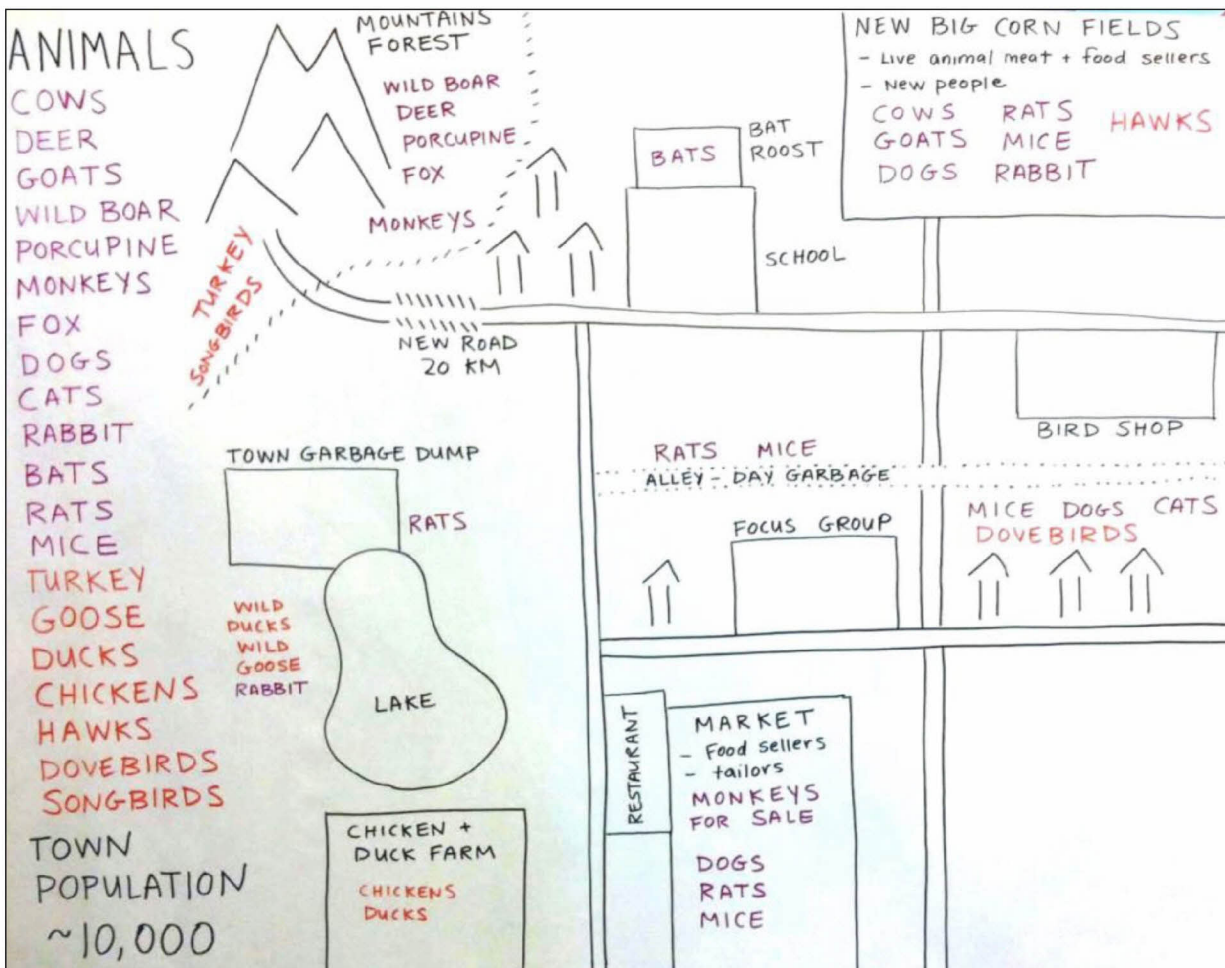 ANIMALS
COWS
DEER
GOATS
WILD BOAR
PORCUPINE
MONKEYS
FOX
DOGS
CATS
RABBIT
BATS
RATS
MICE
TURKEY
GOOSE
DUCKS
CHICKENS
HAWKS
DOVEBIRDS
SONGBIRDS
TOWN
POPULATION
~10,000
MOUNTAINS
FOREST
WILD BOAR
DEER
PORCUPINE
FOX
MONKEYS
TURKEY
SONGBIRDS
NEW ROAD
20 KM
BATS
BAT
ROOST
SCHOOL
NEW BIG CORN FIELDS
- Live animal meat + food sellers
- New people
COWS RATS HAWKS
GOATS MICE
DOGS RABBIT
BIRD SHOP
TOWN GARBAGE DUMP
RATS
WILD
DUCKS
WILD
GOOSE
RABBIT
LAKE
CHICKEN +
DUCK FARM
CHICKENS
DUCKS
RATS MICE
ALLEY - DAY GARBAGE
FOCUS GROUP
MICE DOGS CATS
DOVEBIRDS
RESTAURANT
MARKET
- Food sellers
- tailors
MONKEYS
FOR SALE
DOGS
RATS
MICE